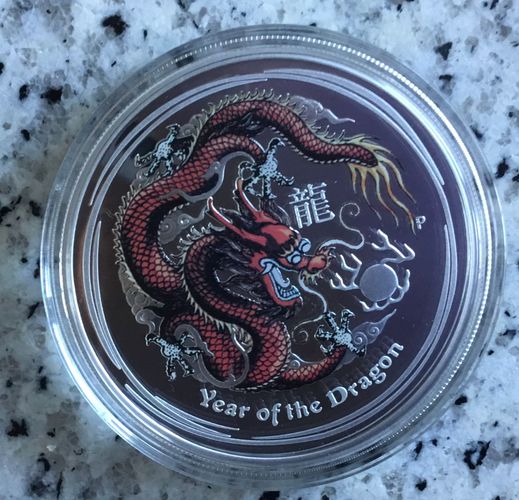 龍
P
Year of the Dragon